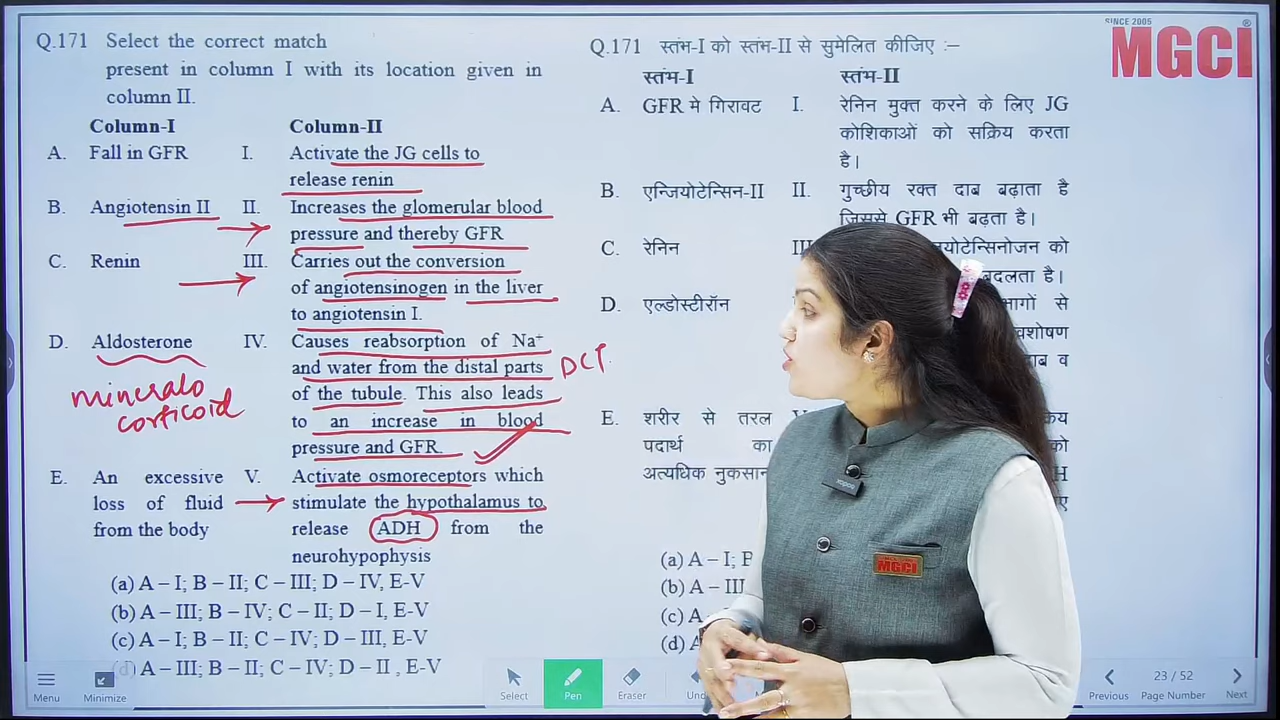 Q.171 Select the correct match
present in column I with its location given in
column II.
Column-I Column-II
A. Fall in GFR I. Activate the JG cells to
release renin
B. Angiotensin II II. Increases the glomerular blood
pressure and thereby GFR
C. Renin III. Carries out the conversion
of angiotensinogen in the liver
to angiotensin I.
D. Aldosterone IV. Causes reabsorption of Na+
and water from the distal parts
of the tubule. This also leads
to an increase in blood
pressure and GFR.
mineralo
corticoid
DCT
E. An excessive V. Activate osmoreceptors which
loss of fluid stimulate the hypothalamus to
from the body release ADH from the
neurohypophysis
(a) A – I; B – II; C – III; D – IV, E-V
(b) A – III; B – IV; C – II; D – I, E-V
(c) A – I; B – II; C – IV; D – III, E-V
(d) A – III; B – II; C – IV; D – II , E-V
Q.171 स्तंभ-I को स्तंभ-II से सुमेलित कीजिए :–
स्तंभ-I स्तंभ-II
A. GFR मे गिरावट I. रेनिन मुक्त करने के लिए JG
कोशिकाओं को सक्रिय करता
है।
B. एन्जियोटेन्सिन-II II. गुच्छीय रक्त दाब बढ़ाता है
जिससे GFR भी बढ़ता है।
C. रेनिन को
बदलता है।
D. एल्डोस्टीरॉन से
व
E. शरीर से तरल
पदार्थ का को
अत्यधिक नुकसान
(a) A – I;
(b) A – III
(c) A
(d)
SINCE 2005
MGCI
®
MGCI
Menu
Minimize
Select
Pen
Eraser
23 / 52
Previous
Page Number
Next